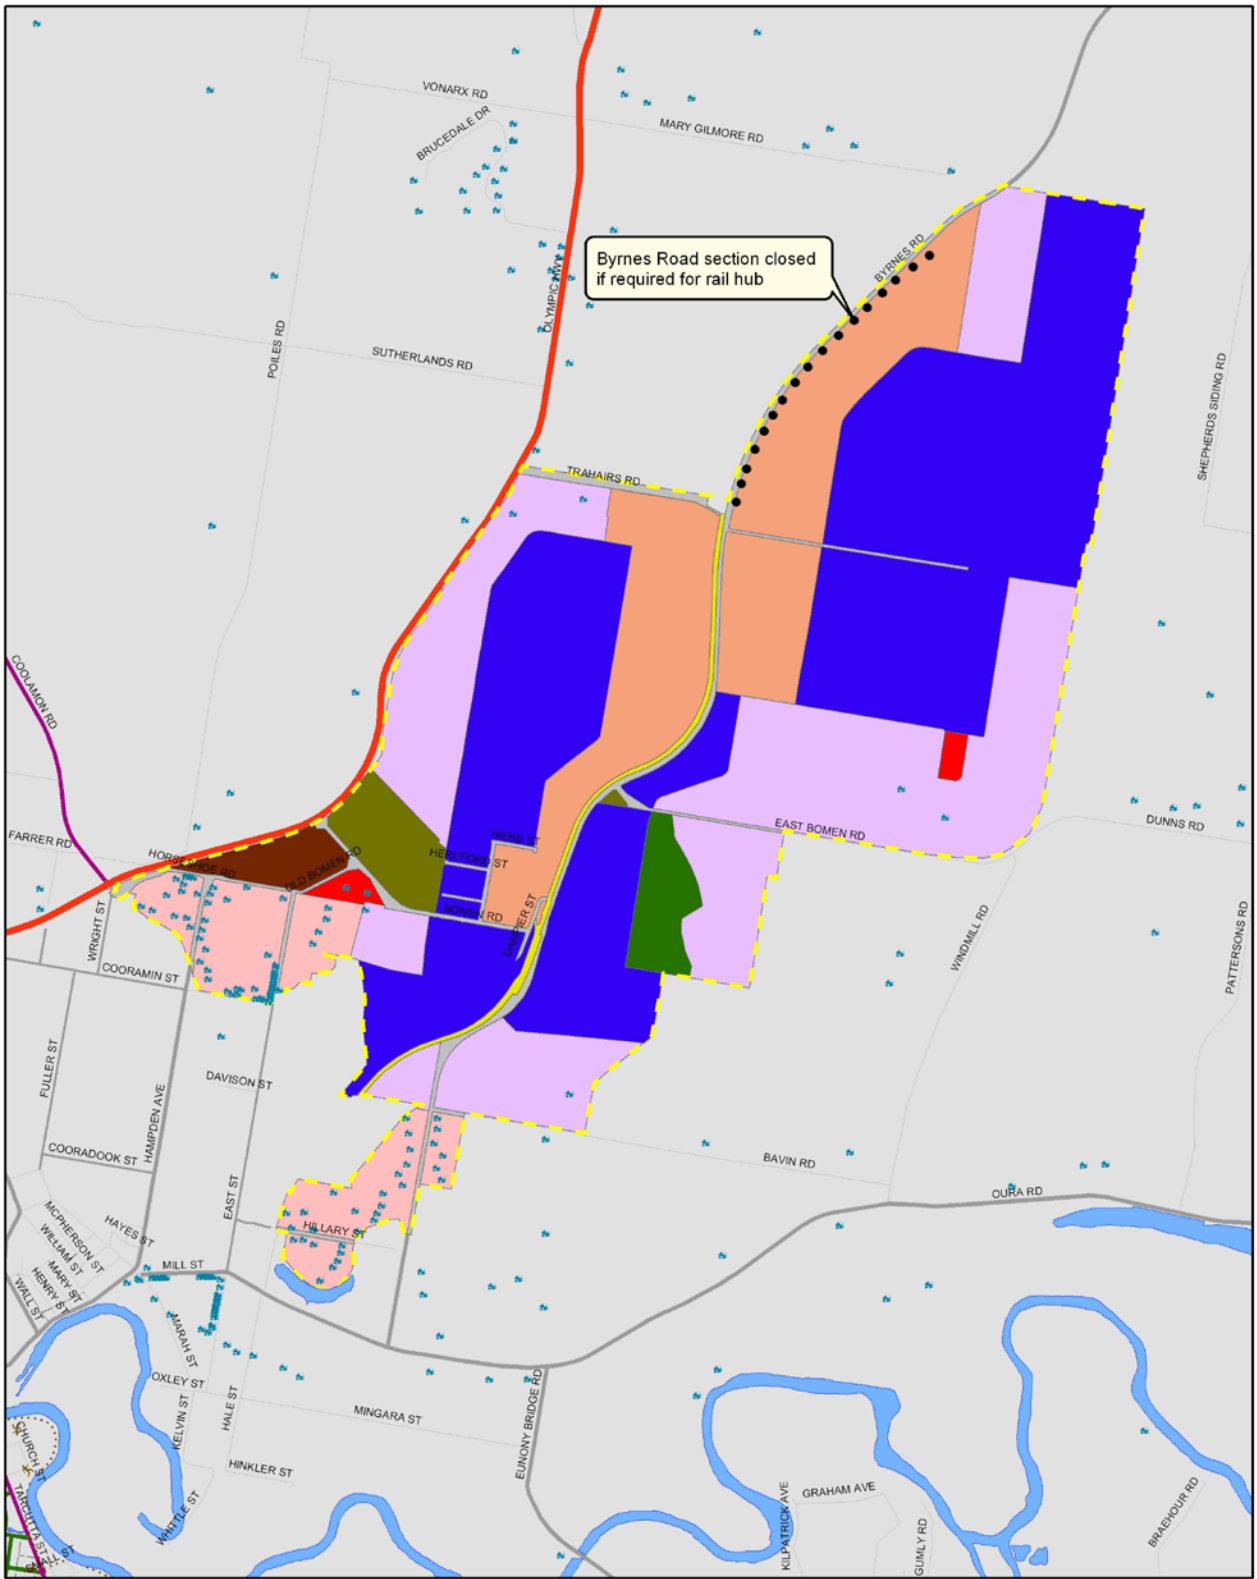 VONARX RD
BRUCEDALE DR
MARY GILMORE RD
BYRNES RD
Byrnes Road section closed
if required for rail hub
OLYMPIC HWY
POILES RD
SUTHERLANDS RD
SHEPHERDS SIDING RD
TRAHAIRS RD
COOLAMON RD
FARRER RD
HORSESHOE RD
OLD BOMEN RD
WEBB ST
HEREFORD ST
EAST BOMEN RD
DUNNS RD
BOMEN RD
DAMPIER ST
WRIGHT ST
COORAMIN ST
WINDMILL RD
PATTERSONS RD
FULLER ST
DAVISON ST
HAMPDEN AVE
COORADOOK ST
BAVIN RD
EAST ST
OURA RD
MCPHERSON ST
HAYES ST
WILLIAM ST
MARY ST
HENRY ST
WALL ST
HILLARY ST
MILL ST
MARAH ST
OXLEY ST
KELVIN ST
HALE ST
MINGARA ST
EUNONY BRIDGE RD
CHURCH ST
HINKLER ST
WHITTLE ST
TARCUTTA ST
SMALL ST
KILPATRICK AVE
GRAHAM AVE
GUMLY RD
BRAEHOUR RD